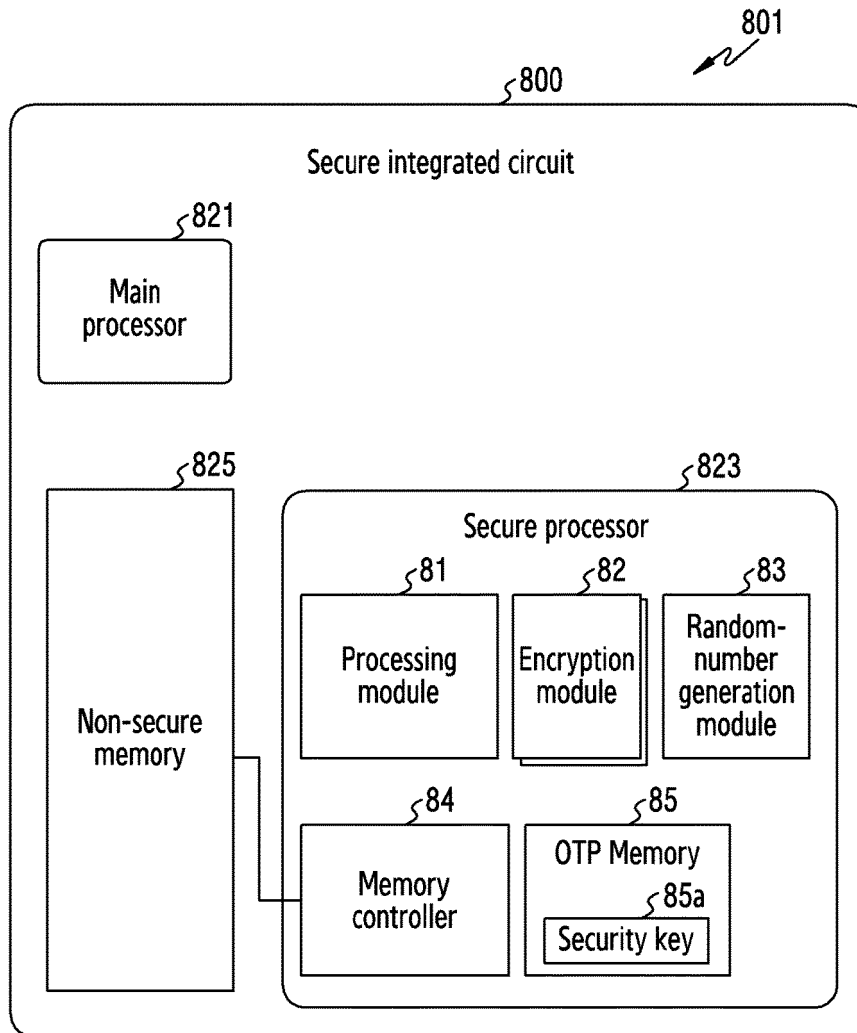 801
800
Secure integrated circuit
821
Main
processor
825
Non-secure
memory
823
Secure processor
81
Processing
module
82
Encryption
module
83
Random-
number
generation
module
84
Memory
controller
85
OTP Memory
85a
Security key